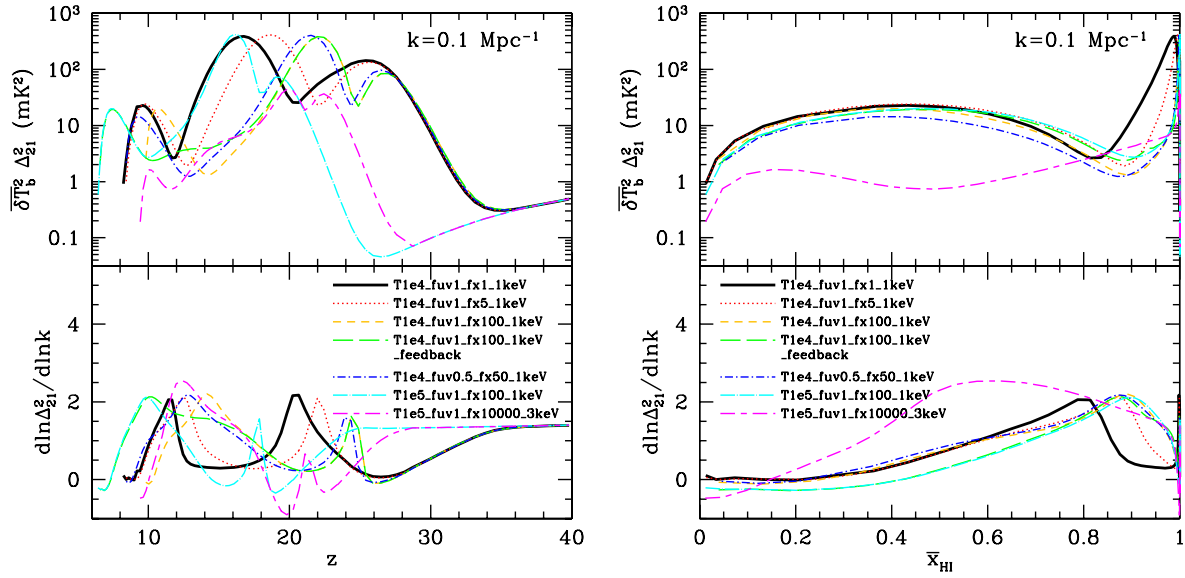 k=0.1 Mpc⁻¹
10³
10²
10
1
0.1
δT̅_b² Δ²₂₁ (mK²)
T1e4_fuv1_fx1_1keV
T1e4_fuv1_fx5_1keV
T1e4_fuv1_fx100_1keV
T1e4_fuv1_fx100_1keV
_feedback
T1e4_fuv0.5_fx50_1keV
T1e5_fuv1_fx100_1keV
T1e5_fuv1_fx10000_3keV
4
2
0
dlnΔ²₂₁/dlnk
10 20 30 40
z
k=0.1 Mpc⁻¹
10³
10²
10
1
0.1
δT̅_b² Δ²₂₁ (mK²)
T1e4_fuv1_fx1_1keV
T1e4_fuv1_fx5_1keV
T1e4_fuv1_fx100_1keV
T1e4_fuv1_fx100_1keV
_feedback
T1e4_fuv0.5_fx50_1keV
T1e5_fuv1_fx100_1keV
T1e5_fuv1_fx10000_3keV
4
2
0
dlnΔ²₂₁/dlnk
0 0.2 0.4 0.6 0.8 1
x̅_HI